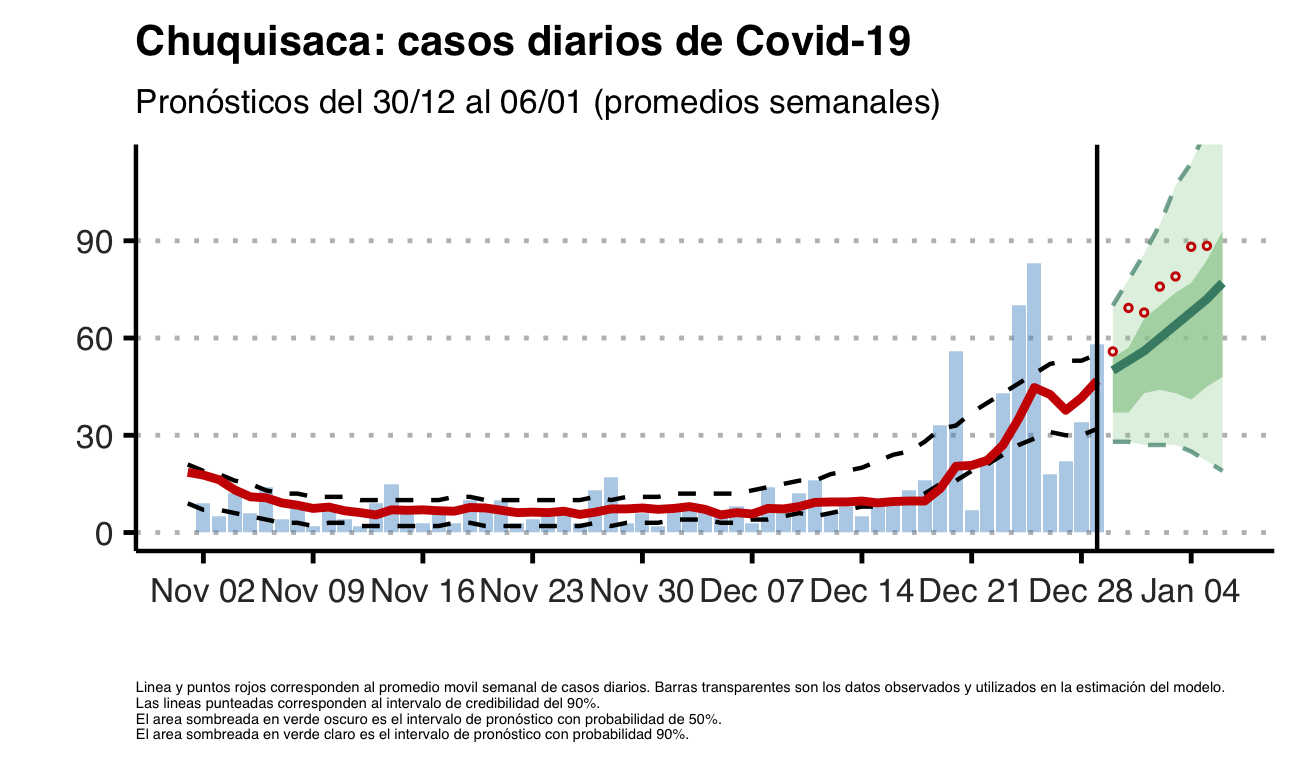 Chuquisaca: casos diarios de Covid-19
Pronósticos del 30/12 al 06/01 (promedios semanales)
90
60
30
0
Nov 02 Nov 09 Nov 16 Nov 23 Nov 30 Dec 07 Dec 14 Dec 21 Dec 28 Jan 04
Linea y puntos rojos corresponden al promedio movil semanal de casos diarios. Barras transparentes son los datos observados y utilizados en la estimación del modelo.
Las lineas punteadas corresponden al intervalo de credibilidad del 90%.
El area sombreada en verde oscuro es el intervalo de pronóstico con probabilidad de 50%.
El area sombreada en verde claro es el intervalo de pronóstico con probabilidad 90%.